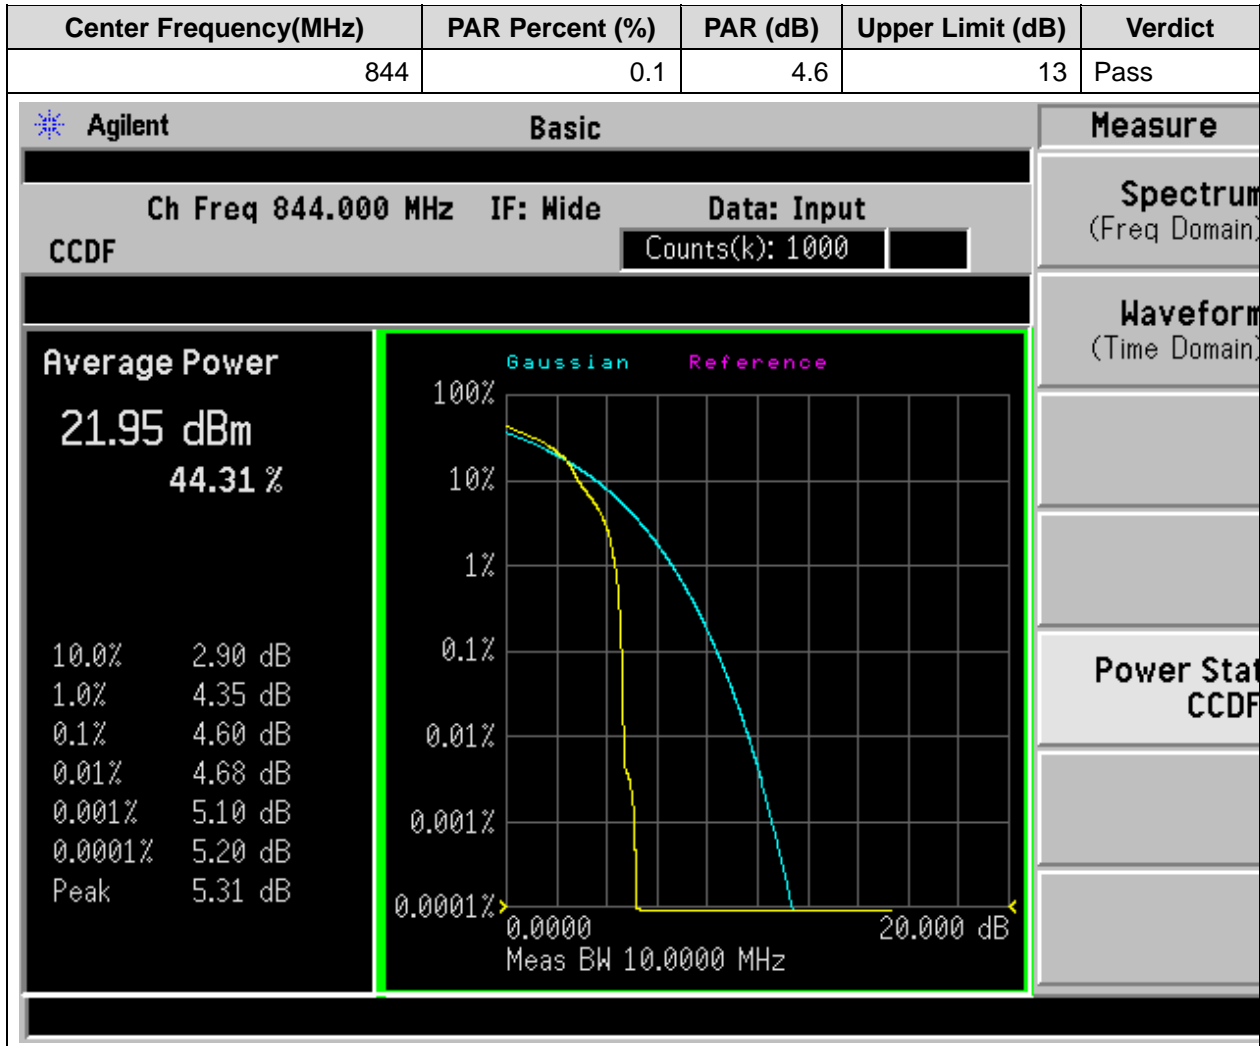 Center Frequency(MHz) PAR Percent (%) PAR (dB) Upper Limit (dB) Verdict
844 0.1 4.6 13 Pass
Agilent Basic Measure
Ch Freq 844.000 MHz IF: Wide Data: Input
CCDF Counts(k): 1000
Spectrum
(Freq Domain)
Waveform
(Time Domain)
Power Stat
CCDF
Average Power
21.95 dBm
44.31 %
10.0% 2.90 dB
1.0% 4.35 dB
0.1% 4.60 dB
0.01% 4.68 dB
0.001% 5.10 dB
0.0001% 5.20 dB
Peak 5.31 dB
Gaussian Reference
100%
10%
1%
0.1%
0.01%
0.001%
0.0001%
0.0000 20.000 dB
Meas BW 10.0000 MHz